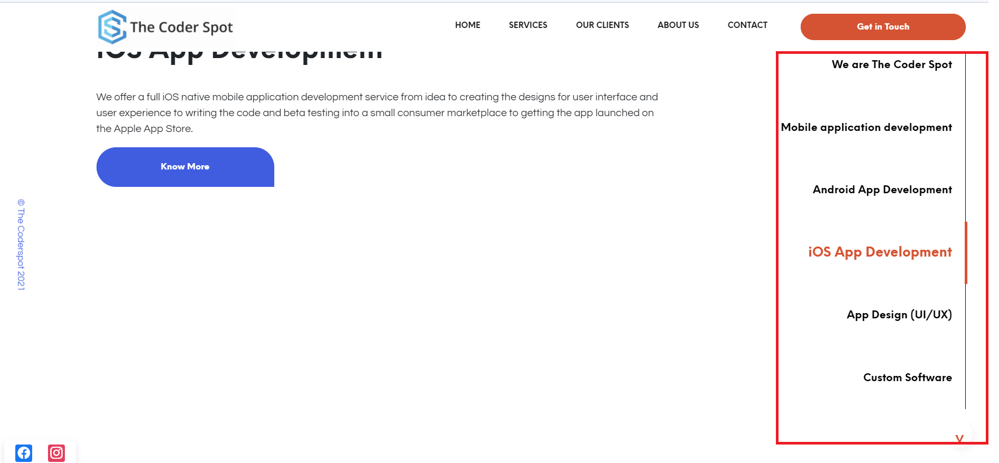 The Coder Spot
HOME
SERVICES
OUR CLIENTS
ABOUT US
CONTACT
Get in Touch
iOS App Development
We offer a full iOS native mobile application development service from idea to creating the designs for user interface and
user experience to writing the code and beta testing into a small consumer marketplace to getting the app launched on
the Apple App Store.
Know More
© The Coderspot 2021
We are The Coder Spot
Mobile application development
Android App Development
iOS App Development
App Design (UI/UX)
Custom Software
V